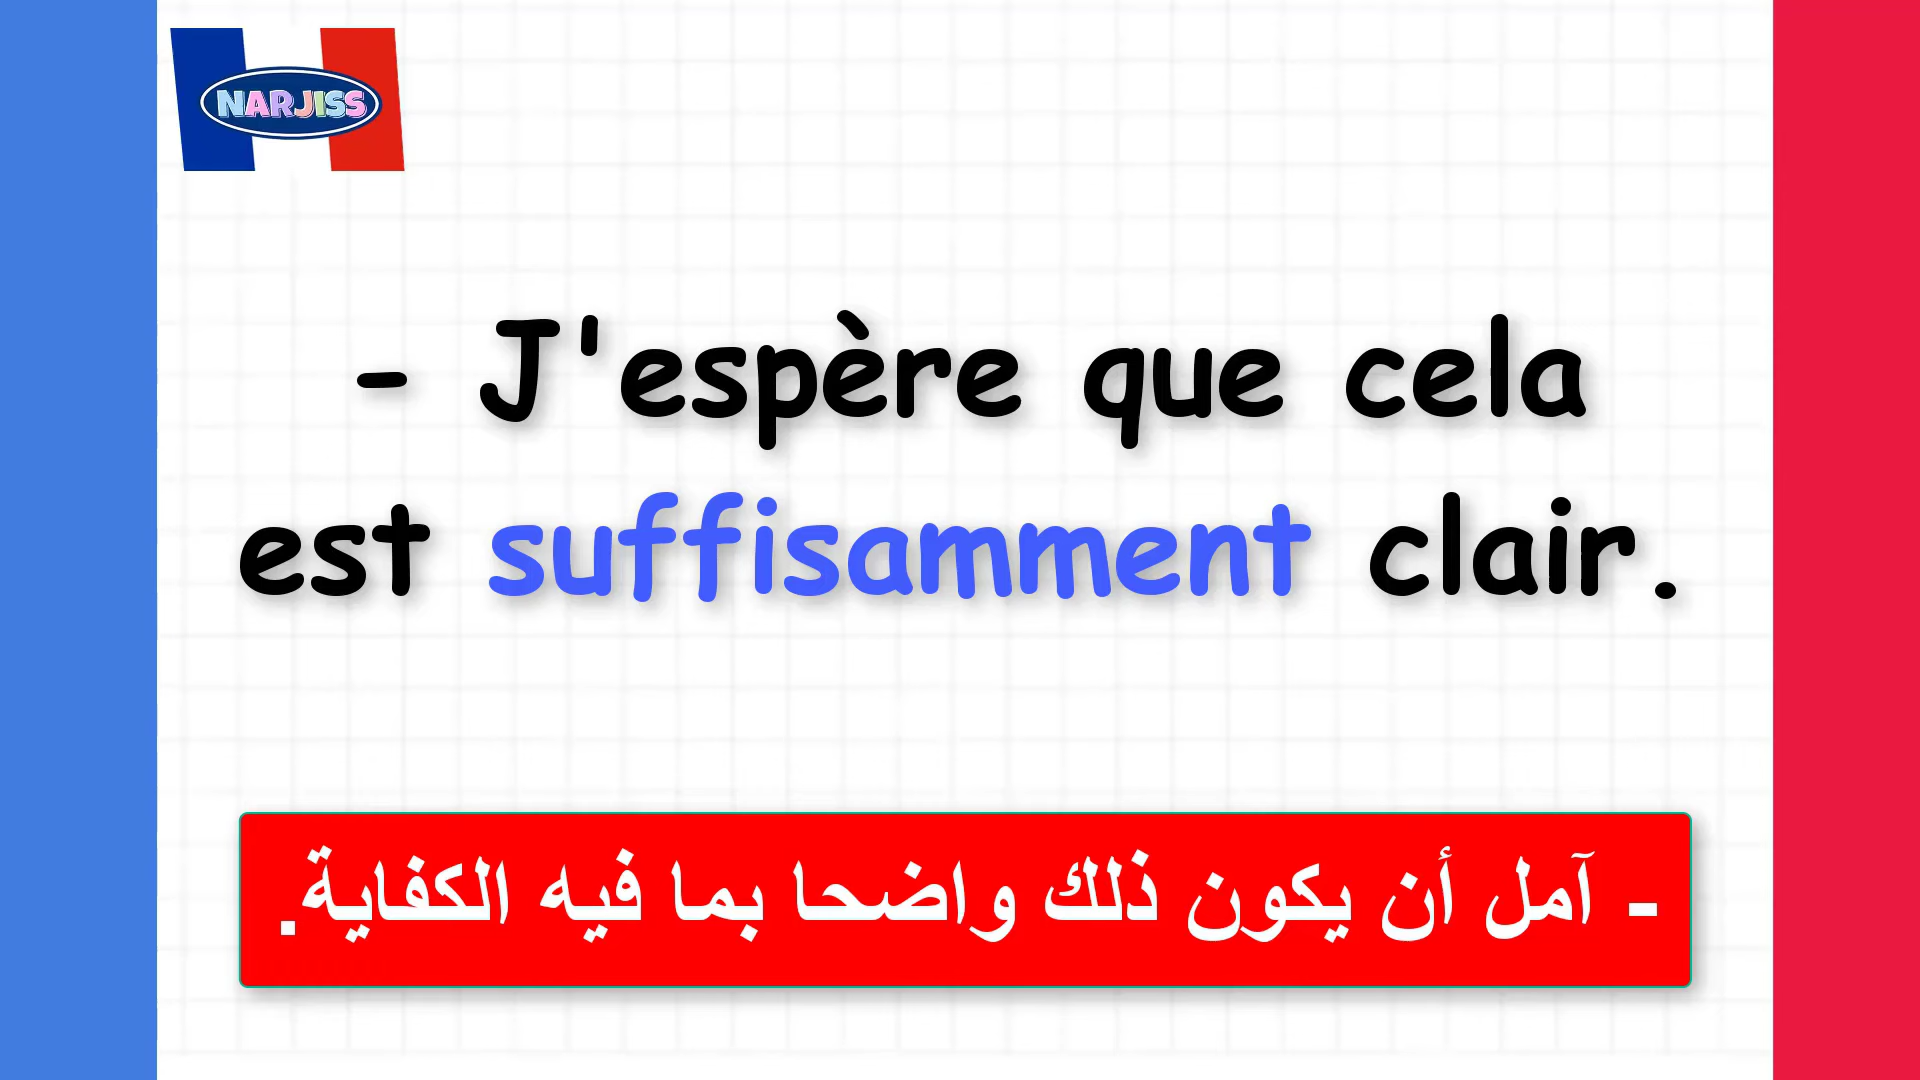 NARJISS
- J'espère que cela
est suffisamment clair.
- آمل أن يكون ذلك واضحا بما فيه الكفاية.